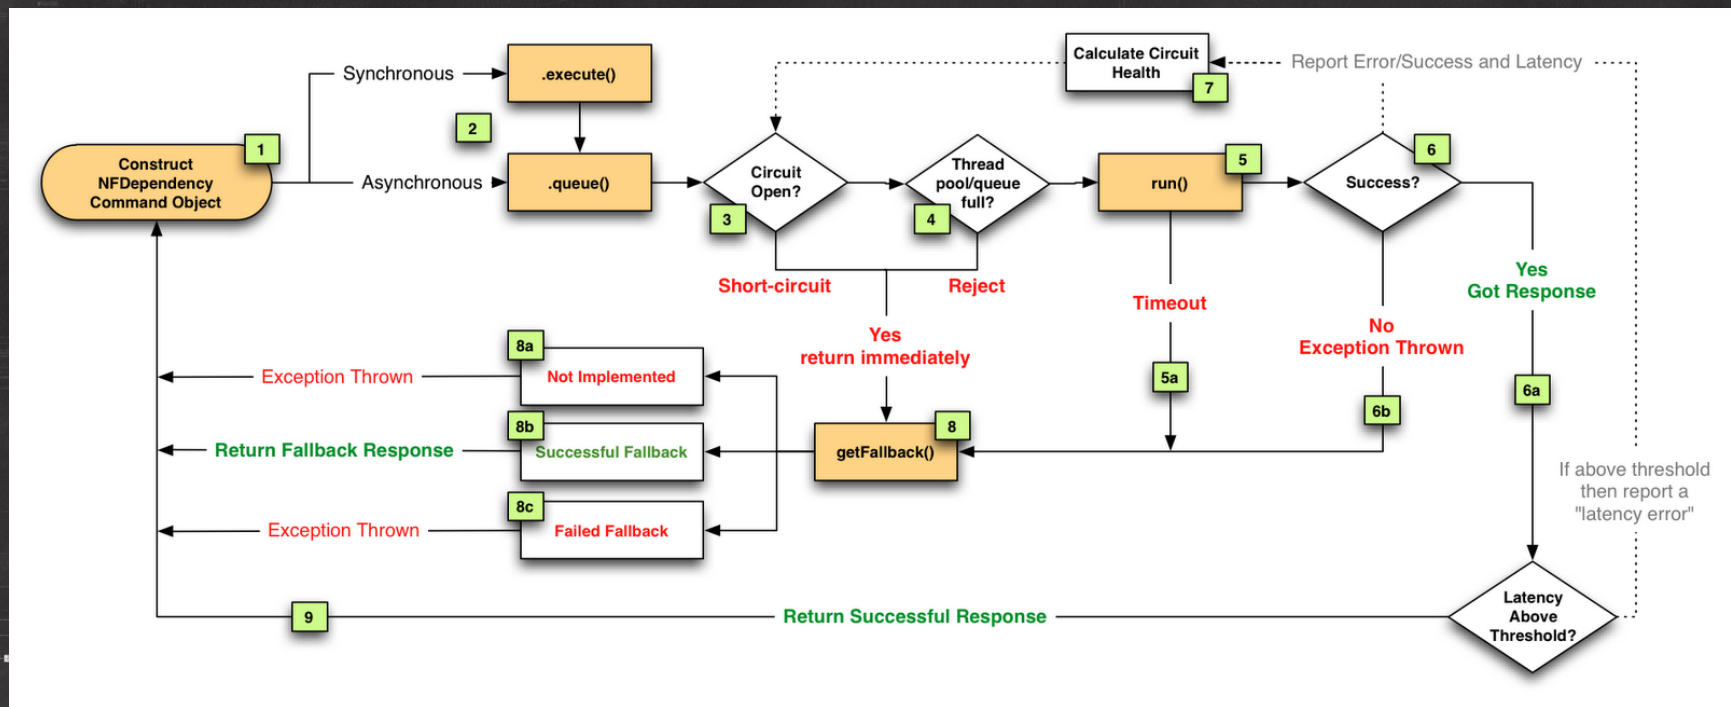 Calculate Circuit
Health
7
Report Error/Success and Latency
Synchronous
.execute()
2
1
Construct
NFDependency
Command Object
Asynchronous
.queue()
Circuit
Open?
3
Thread
pool/queue
full?
4
run()
5
Success?
6
Short-circuit
Reject
Yes
return immediately
Timeout
5a
No
Exception Thrown
6b
Yes
Got Response
6a
8a
Exception Thrown
Not Implemented
8b
Return Fallback Response
Successful Fallback
8c
Exception Thrown
Failed Fallback
getFallback()
8
If above threshold
then report a
"latency error"
9
Return Successful Response
Latency
Above
Threshold?